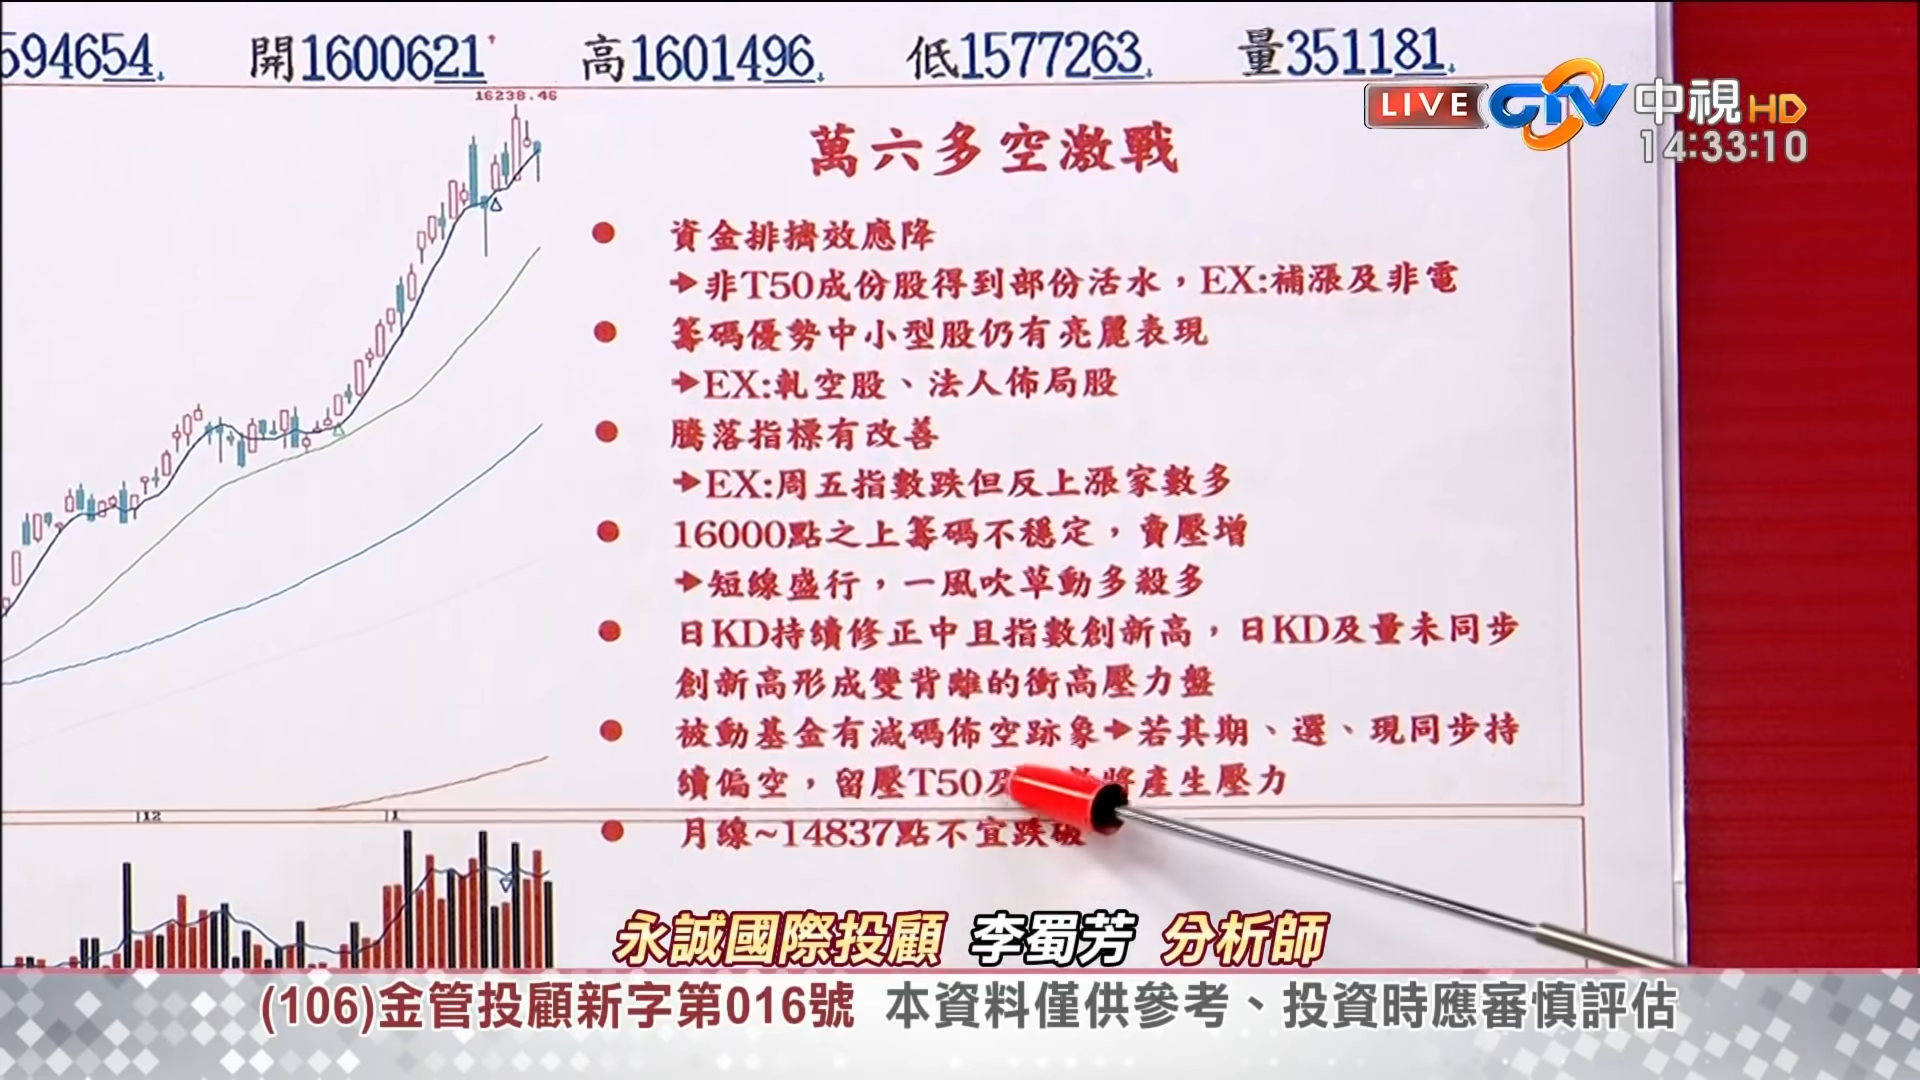 594654
開1600621
高1601496
低1577263
量351181
16238.46
LIVE CTV 中視HD
14:33:10
萬六多空激戰
● 資金排擠效應降
➔非T50成份股得到部份活水，EX:補漲及非電
● 籌碼優勢中小型股仍有亮麗表現
➔EX:軋空股、法人佈局股
● 騰落指標有改善
➔EX:周五指數跌但反上漲家數多
● 16000點之上籌碼不穩定，賣壓增
➔短線盛行，一風吹草動多殺多
● 日KD持續修正中且指數創新高，日KD及量未同步
創新高形成雙背離的衝高壓力盤
● 被動基金有減碼佈空跡象➔若其期、選、現同步持
續偏空，留壓T50及 將產生壓力
● 月線~14837點不宜跌破
12
1
永誠國際投顧 李蜀芳 分析師
(106)金管投顧新字第016號 本資料僅供參考、投資時應審慎評估